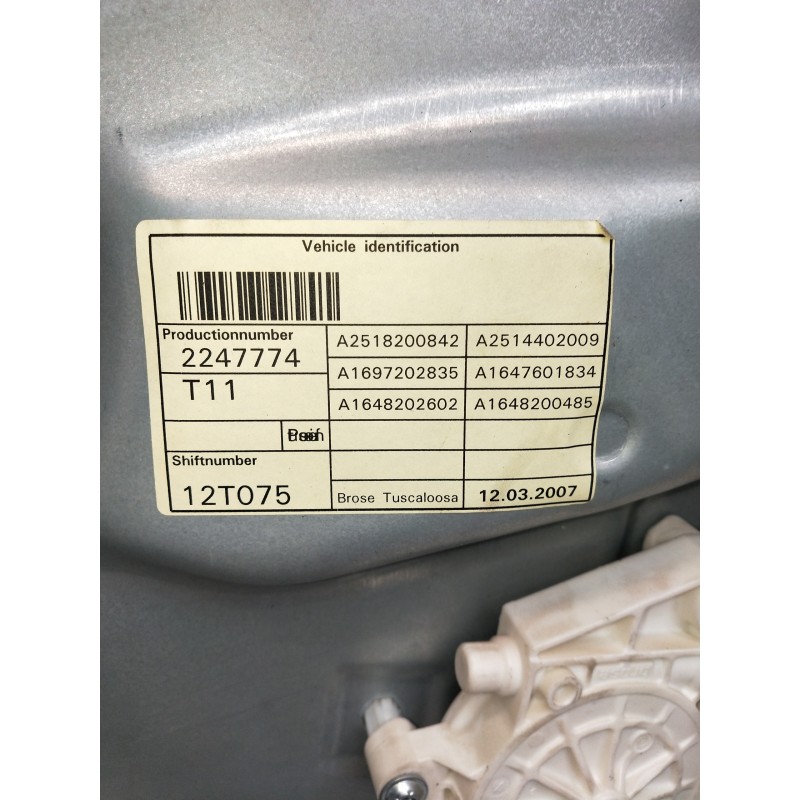 Vehicle identification
Productionnumber
2247774
A2518200842 A2514402009
T11
A1697202835 A1647601834
A1648202602 A1648200485
Shiftnumber
12T075
Brose Tuscaloosa 12.03.2007